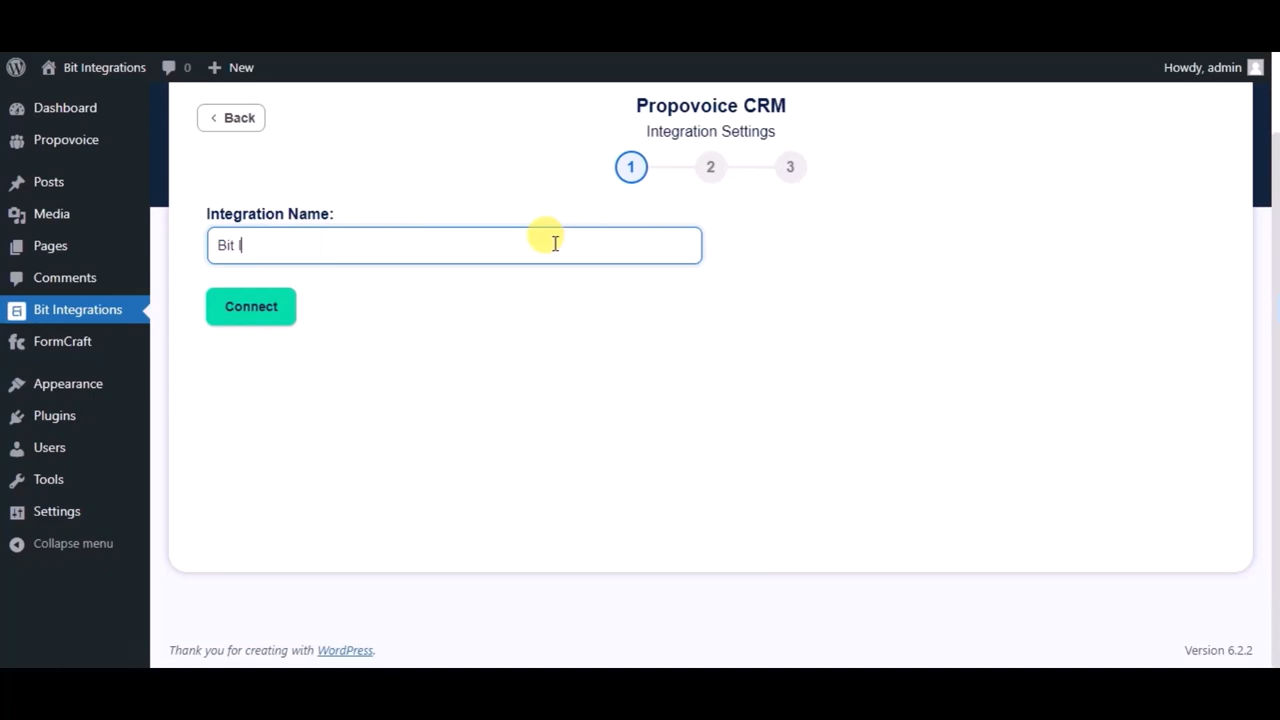 Bit Integrations
0
New
Howdy, admin
Dashboard
Propovoice
Posts
Media
Pages
Comments
Bit Integrations
FormCraft
Appearance
Plugins
Users
Tools
Settings
Collapse menu
Back
Propovoice CRM
Integration Settings
1 2 3
Integration Name:
Bit I
Connect
Thank you for creating with WordPress.
Version 6.2.2